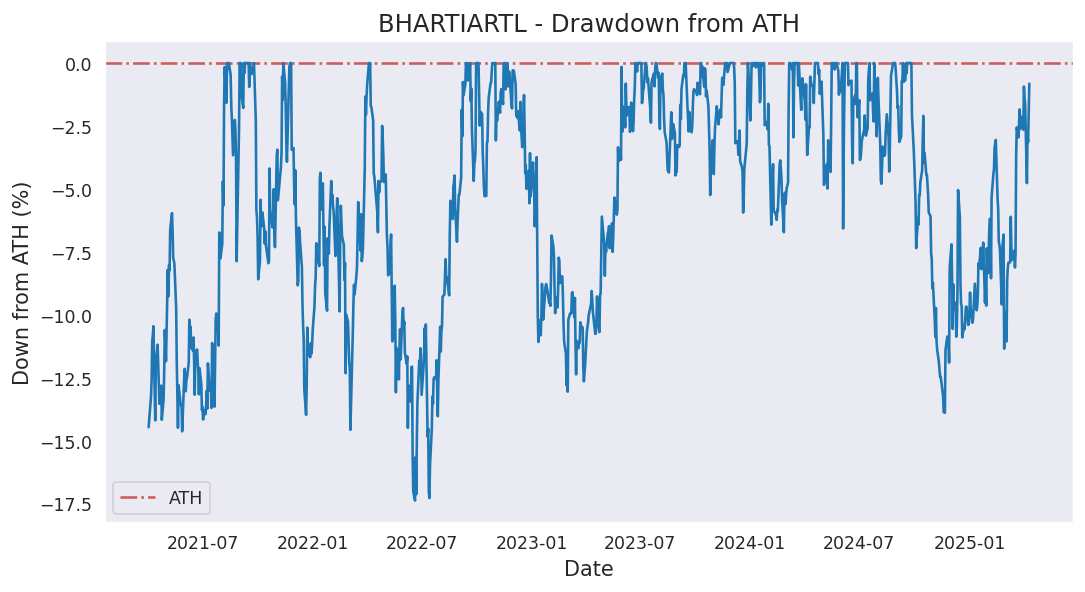 BHARTIARTL - Drawdown from ATH
Down from ATH (%)
0.0
−2.5
−5.0
−7.5
−10.0
−12.5
−15.0
−17.5
ATH
2021-07 2022-01 2022-07 2023-01 2023-07 2024-01 2024-07 2025-01
Date